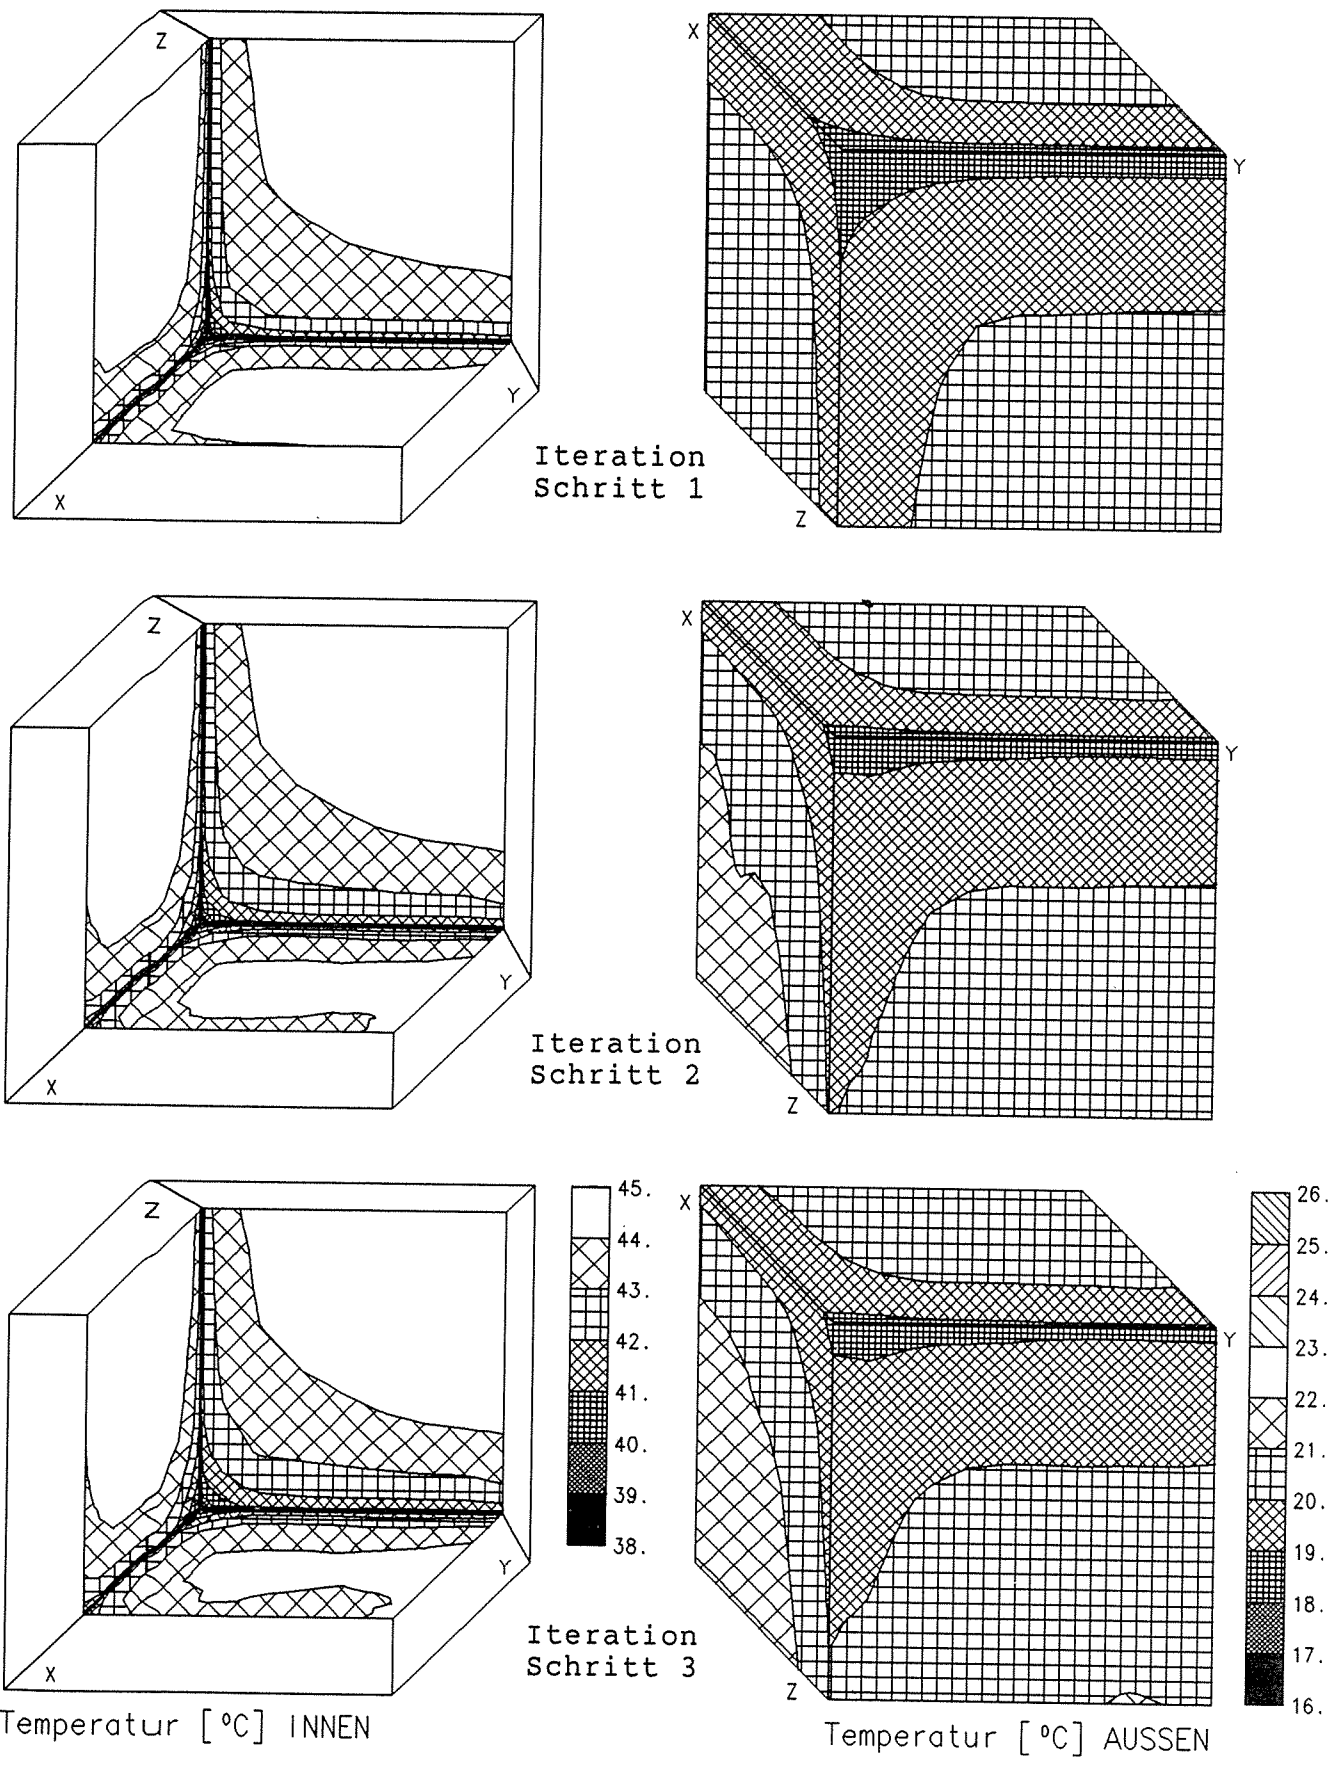 Z
X
Y
X
Y
Z
Iteration
Schritt 1
Z
X
Y
X
Y
Z
Iteration
Schritt 2
Z
X
Y
45.
44.
43.
42.
41.
40.
39.
38.
X
Y
Z
26.
25.
24.
23.
22.
21.
20.
19.
18.
17.
16.
Iteration
Schritt 3
Temperatur [°C] INNEN
Temperatur [°C] AUSSEN